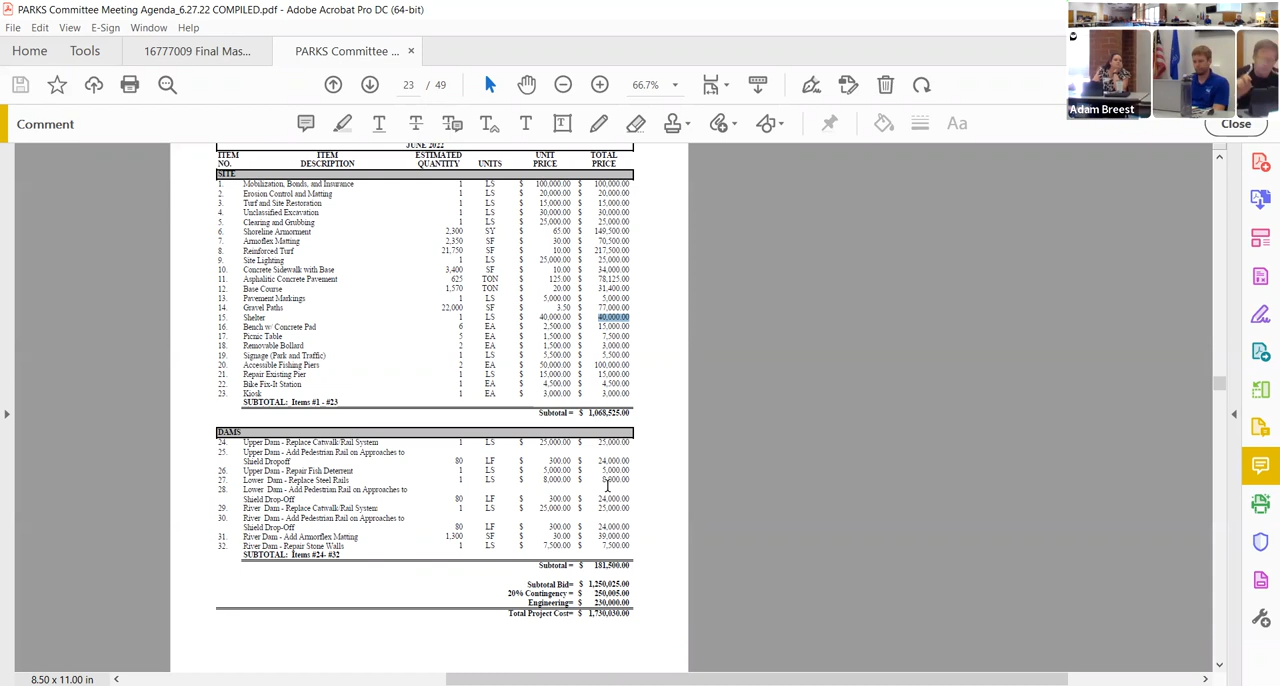 PARKS Committee Meeting Agenda_6.27.22 COMPILED.pdf - Adobe Acrobat Pro DC (64-bit)
File Edit View E-Sign Window Help
Home Tools 16777009 Final Mas... PARKS Committee ... ×
23 / 49 66.7%
Adam Breest
Comment
Close
JUNE 2022
ITEM NO. ITEM DESCRIPTION ESTIMATED QUANTITY UNITS UNIT PRICE TOTAL PRICE
SITE
1. Mobilization, Bonds, and Insurance 1 LS $ 100,000.00 $ 100,000.00
2. Erosion Control and Matting 1 LS $ 20,000.00 $ 20,000.00
3. Turf and Site Restoration 1 LS $ 15,000.00 $ 15,000.00
4. Unclassified Excavation 1 LS $ 30,000.00 $ 30,000.00
5. Clearing and Grubbing 1 LS $ 25,000.00 $ 25,000.00
6. Shoreline Armorment 2,300 SY $ 65.00 $ 149,500.00
7. Armoflex Matting 2,350 SF $ 30.00 $ 70,500.00
8. Reinforced Turf 21,750 SF $ 10.00 $ 217,500.00
9. Site Lighting 1 LS $ 25,000.00 $ 25,000.00
10. Concrete Sidewalk with Base 3,400 SF $ 10.00 $ 34,000.00
11. Asphalitic Concrete Pavement 625 TON $ 125.00 $ 78,125.00
12. Base Course 1,570 TON $ 20.00 $ 31,400.00
13. Pavement Markings 1 LS $ 5,000.00 $ 5,000.00
14. Gravel Paths 22,000 SF $ 3.50 $ 77,000.00
15. Shelter 1 LS $ 40,000.00 $ 40,000.00
16. Bench w/ Concrete Pad 6 EA $ 2,500.00 $ 15,000.00
17. Picnic Table 5 EA $ 1,500.00 $ 7,500.00
18. Removable Bollard 2 EA $ 1,500.00 $ 3,000.00
19. Signage (Park and Traffic) 1 LS $ 5,500.00 $ 5,500.00
20. Accessible Fishing Piers 2 EA $ 50,000.00 $ 100,000.00
21. Repair Existing Pier 1 LS $ 15,000.00 $ 15,000.00
22. Bike Fix-It Station 1 EA $ 4,500.00 $ 4,500.00
23. Kiosk 1 EA $ 3,000.00 $ 3,000.00
SUBTOTAL: Items #1 - #23
Subtotal = $ 1,068,525.00
DAMS
24. Upper Dam - Replace Catwalk/Rail System 1 LS $ 25,000.00 $ 25,000.00
25. Upper Dam - Add Pedestrian Rail on Approaches to
Shield Dropoff 80 LF $ 300.00 $ 24,000.00
26. Upper Dam - Repair Fish Deterrent 1 LS $ 5,000.00 $ 5,000.00
27. Lower Dam - Replace Steel Rails 1 LS $ 8,000.00 $ 8,000.00
28. Lower Dam - Add Pedestrian Rail on Approaches to
Shield Drop-Off 80 LF $ 300.00 $ 24,000.00
29. River Dam - Replace Catwalk/Rail System 1 LS $ 25,000.00 $ 25,000.00
30. River Dam - Add Pedestrian Rail on Approaches to
Shield Drop-Off 80 LF $ 300.00 $ 24,000.00
31. River Dam - Add Armorflex Matting 1,300 SF $ 30.00 $ 39,000.00
32. River Dam - Repair Stone Walls 1 LS $ 7,500.00 $ 7,500.00
SUBTOTAL: Items #24- #32
Subtotal = $ 181,500.00
Subtotal Bid= $ 1,250,025.00
20% Contingency = $ 250,005.00
Engineering= $ 230,000.00
Total Project Cost= $ 1,730,030.00
8.50 x 11.00 in